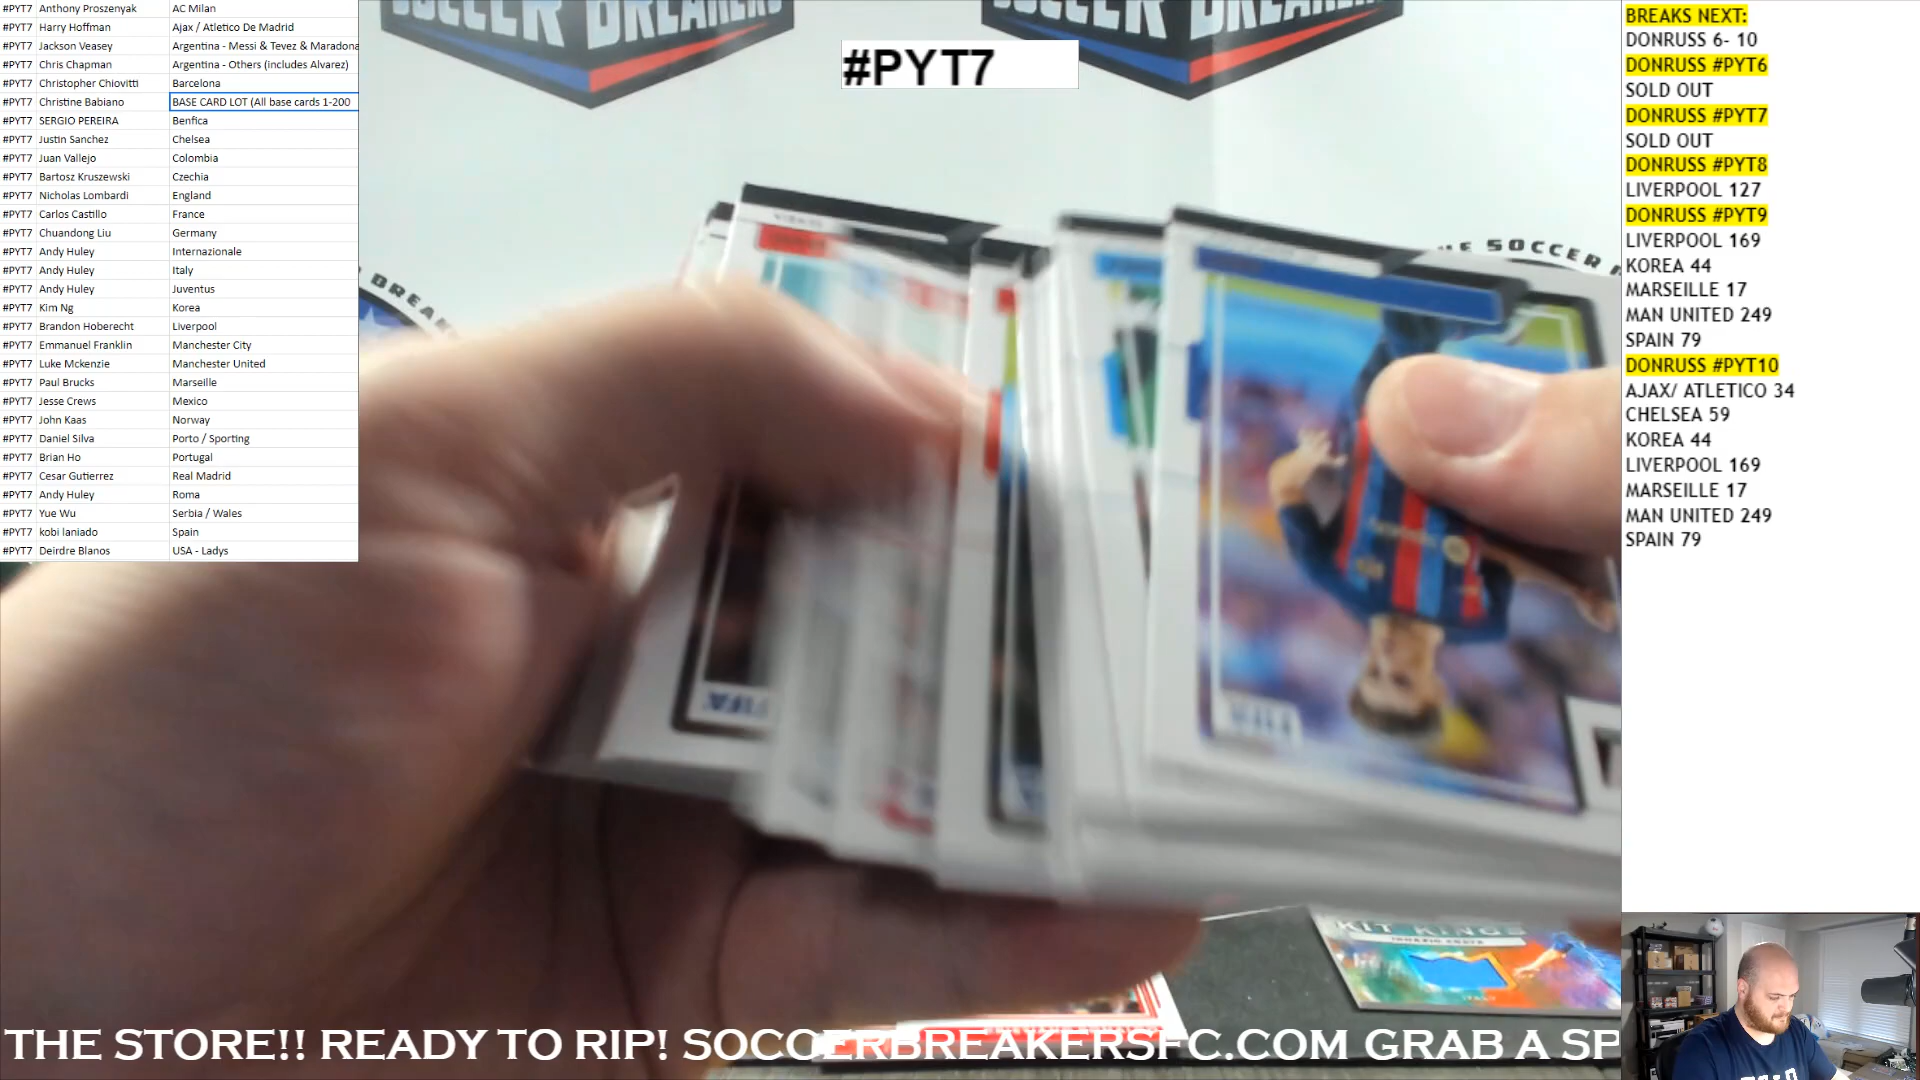 #PYT7 Anthony Proszenyak AC Milan
#PYT7 Harry Hoffman Ajax / Atletico De Madrid
#PYT7 Jackson Veasey Argentina - Messi & Tevez & Maradona
#PYT7 Chris Chapman Argentina - Others (includes Alvarez)
#PYT7 Christopher Chiovitti Barcelona
#PYT7 Christine Babiano BASE CARD LOT (All base cards 1-200
#PYT7 SERGIO PEREIRA Benfica
#PYT7 Justin Sanchez Chelsea
#PYT7 Juan Vallejo Colombia
#PYT7 Bartosz Kruszewski Czechia
#PYT7 Nicholas Lombardi England
#PYT7 Carlos Castillo France
#PYT7 Chuandong Liu Germany
#PYT7 Andy Huley Internazionale
#PYT7 Andy Huley Italy
#PYT7 Andy Huley Juventus
#PYT7 Kim Ng Korea
#PYT7 Brandon Hoberecht Liverpool
#PYT7 Emmanuel Franklin Manchester City
#PYT7 Luke Mckenzie Manchester United
#PYT7 Paul Brucks Marseille
#PYT7 Jesse Crews Mexico
#PYT7 John Kaas Norway
#PYT7 Daniel Silva Porto / Sporting
#PYT7 Brian Ho Portugal
#PYT7 Cesar Gutierrez Real Madrid
#PYT7 Andy Huley Roma
#PYT7 Yue Wu Serbia / Wales
#PYT7 kobi laniado Spain
#PYT7 Deirdre Blanos USA - Ladys
SOCCER BREAKERS
#PYT7
SOCCER
BREAK
FIFA
KIT KINGS
ITALY
BREAKS NEXT:
DONRUSS 6- 10
DONRUSS #PYT6
SOLD OUT
DONRUSS #PYT7
SOLD OUT
DONRUSS #PYT8
LIVERPOOL 127
DONRUSS #PYT9
LIVERPOOL 169
KOREA 44
MARSEILLE 17
MAN UNITED 249
SPAIN 79
DONRUSS #PYT10
AJAX/ ATLETICO 34
CHELSEA 59
KOREA 44
LIVERPOOL 169
MARSEILLE 17
MAN UNITED 249
SPAIN 79
THE STORE!! READY TO RIP! SOCCERBREAKERSFC.COM GRAB A SP